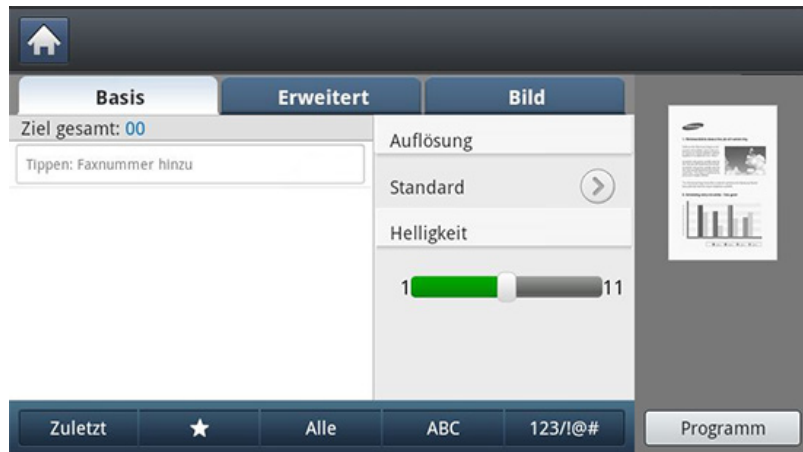 Basis
Erweitert
Bild
Ziel gesamt: 00
Tippen: Faxnummer hinzu
Auflösung
Standard
Helligkeit
1
11
Zuletzt
Alle
ABC
123/!@#
Programm